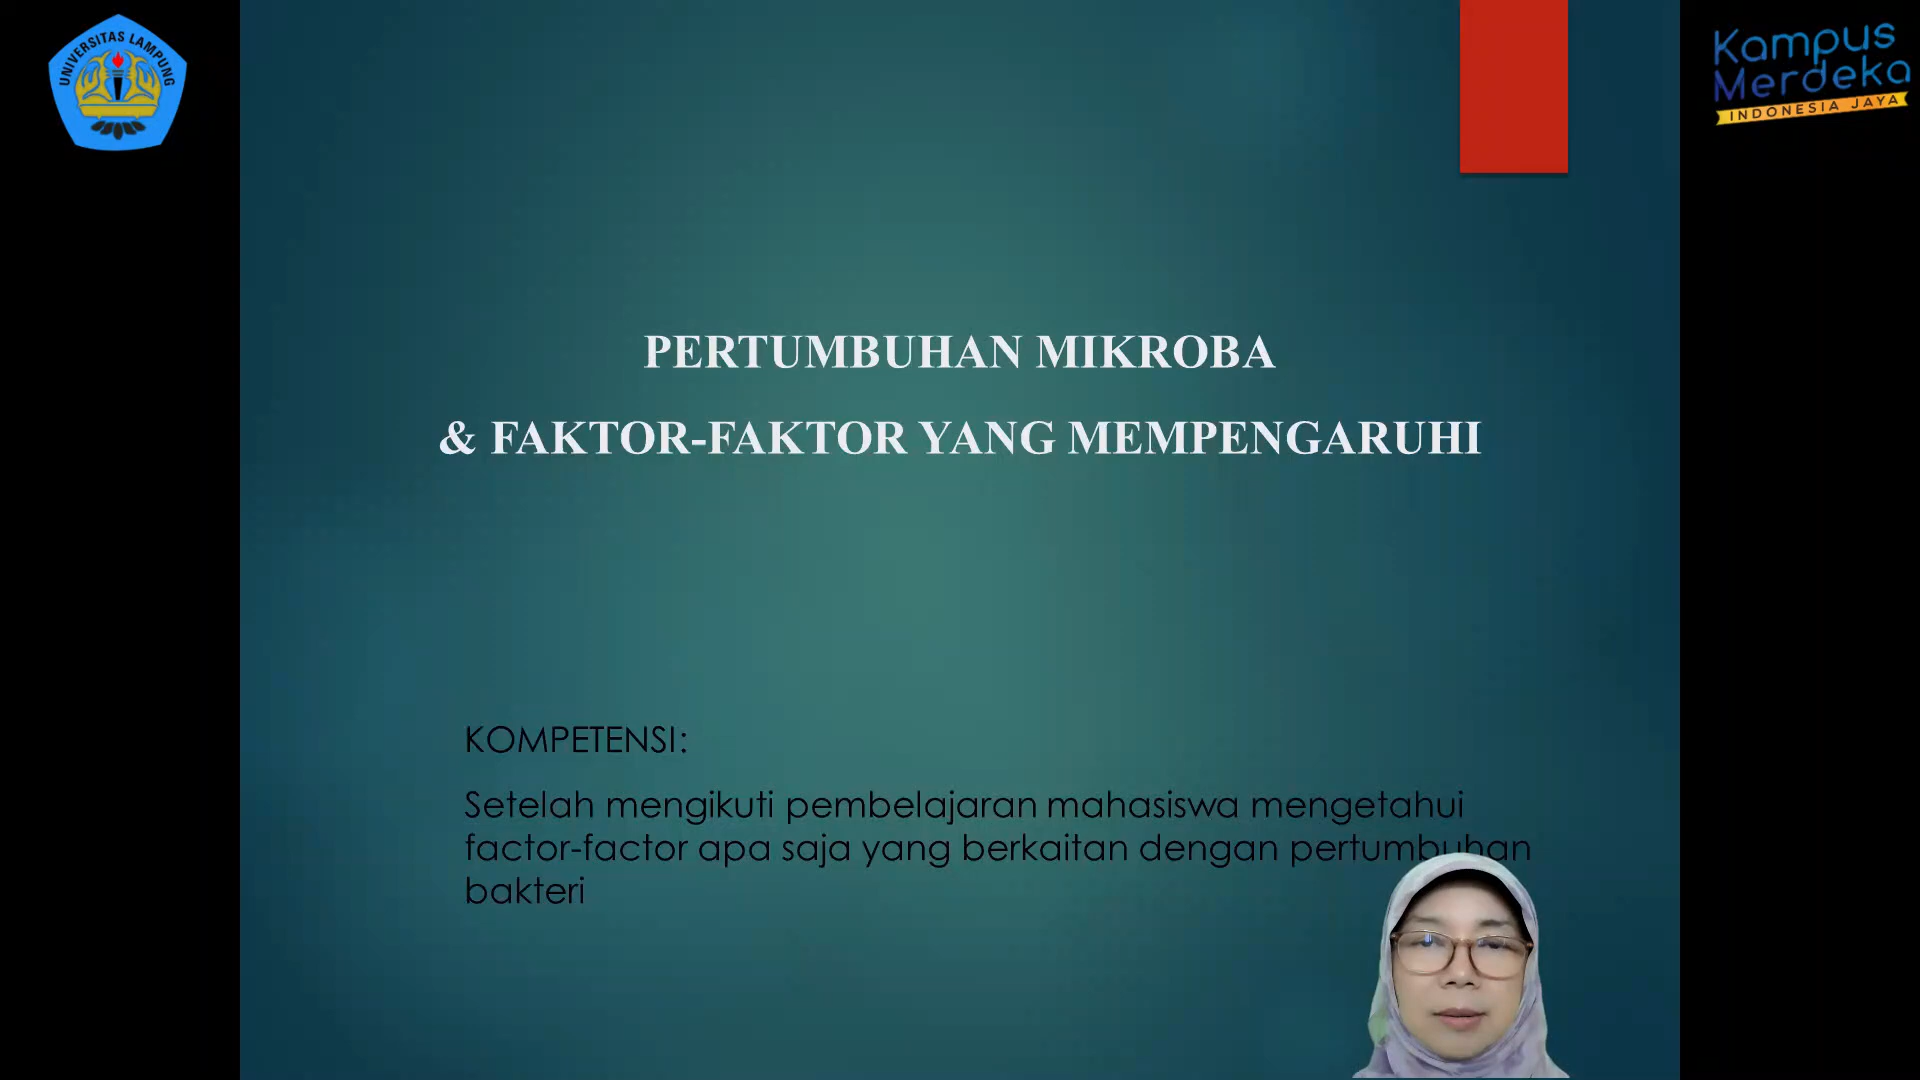 UNIVERSITAS LAMPUNG
Kampus
Merdeka
INDONESIA JAYA
PERTUMBUHAN MIKROBA
& FAKTOR-FAKTOR YANG MEMPENGARUHI
KOMPETENSI:
Setelah mengikuti pembelajaran mahasiswa mengetahui
factor-factor apa saja yang berkaitan dengan pertumbuhan
bakteri